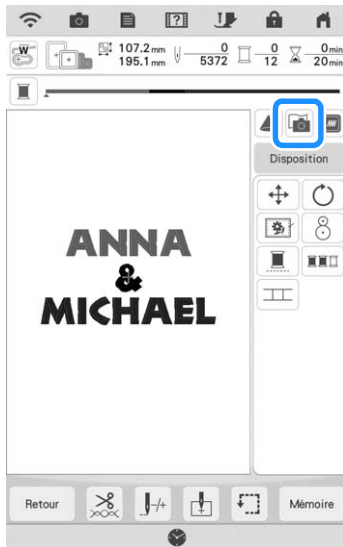 W
107.2 mm
195.1 mm
0
5372
0
12
0 min
20 min
Disposition
ANNA
&
MICHAEL
Retour
-/+
Mémoire